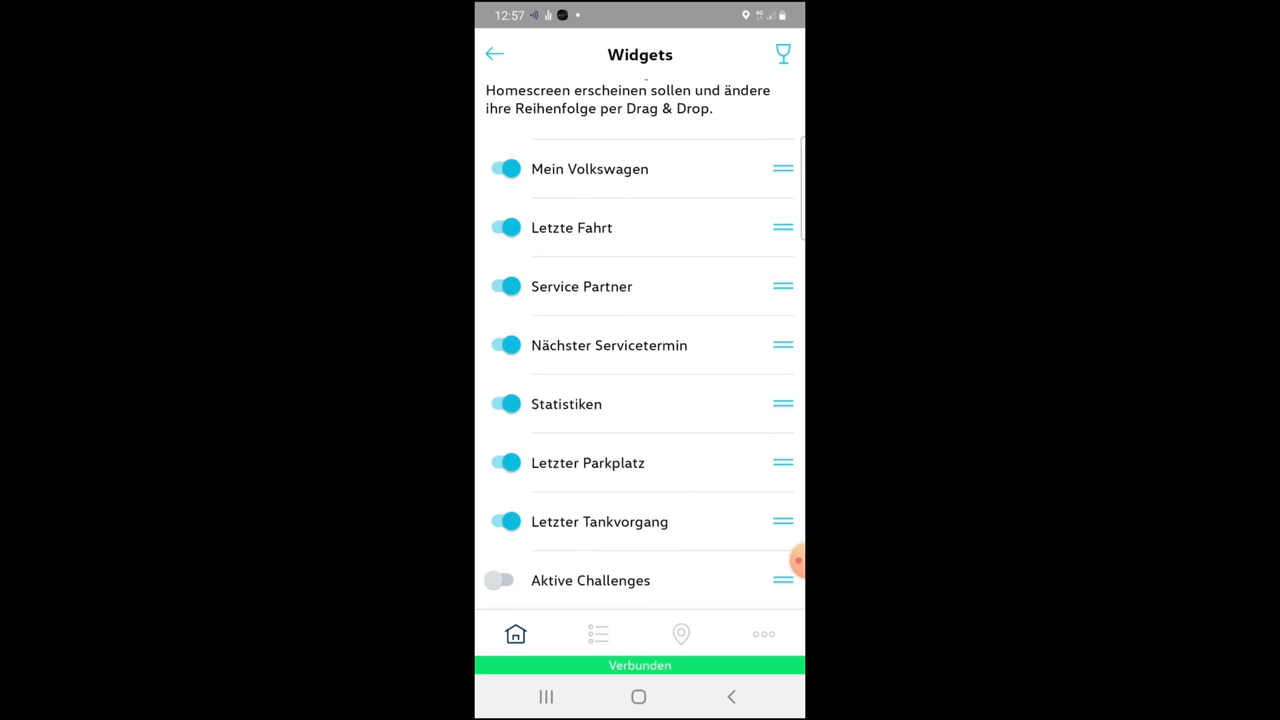 12:57
Widgets
Homescreen erscheinen sollen und ändere
ihre Reihenfolge per Drag & Drop.
Mein Volkswagen
Letzte Fahrt
Service Partner
Nächster Servicetermin
Statistiken
Letzter Parkplatz
Letzter Tankvorgang
Aktive Challenges
Verbunden